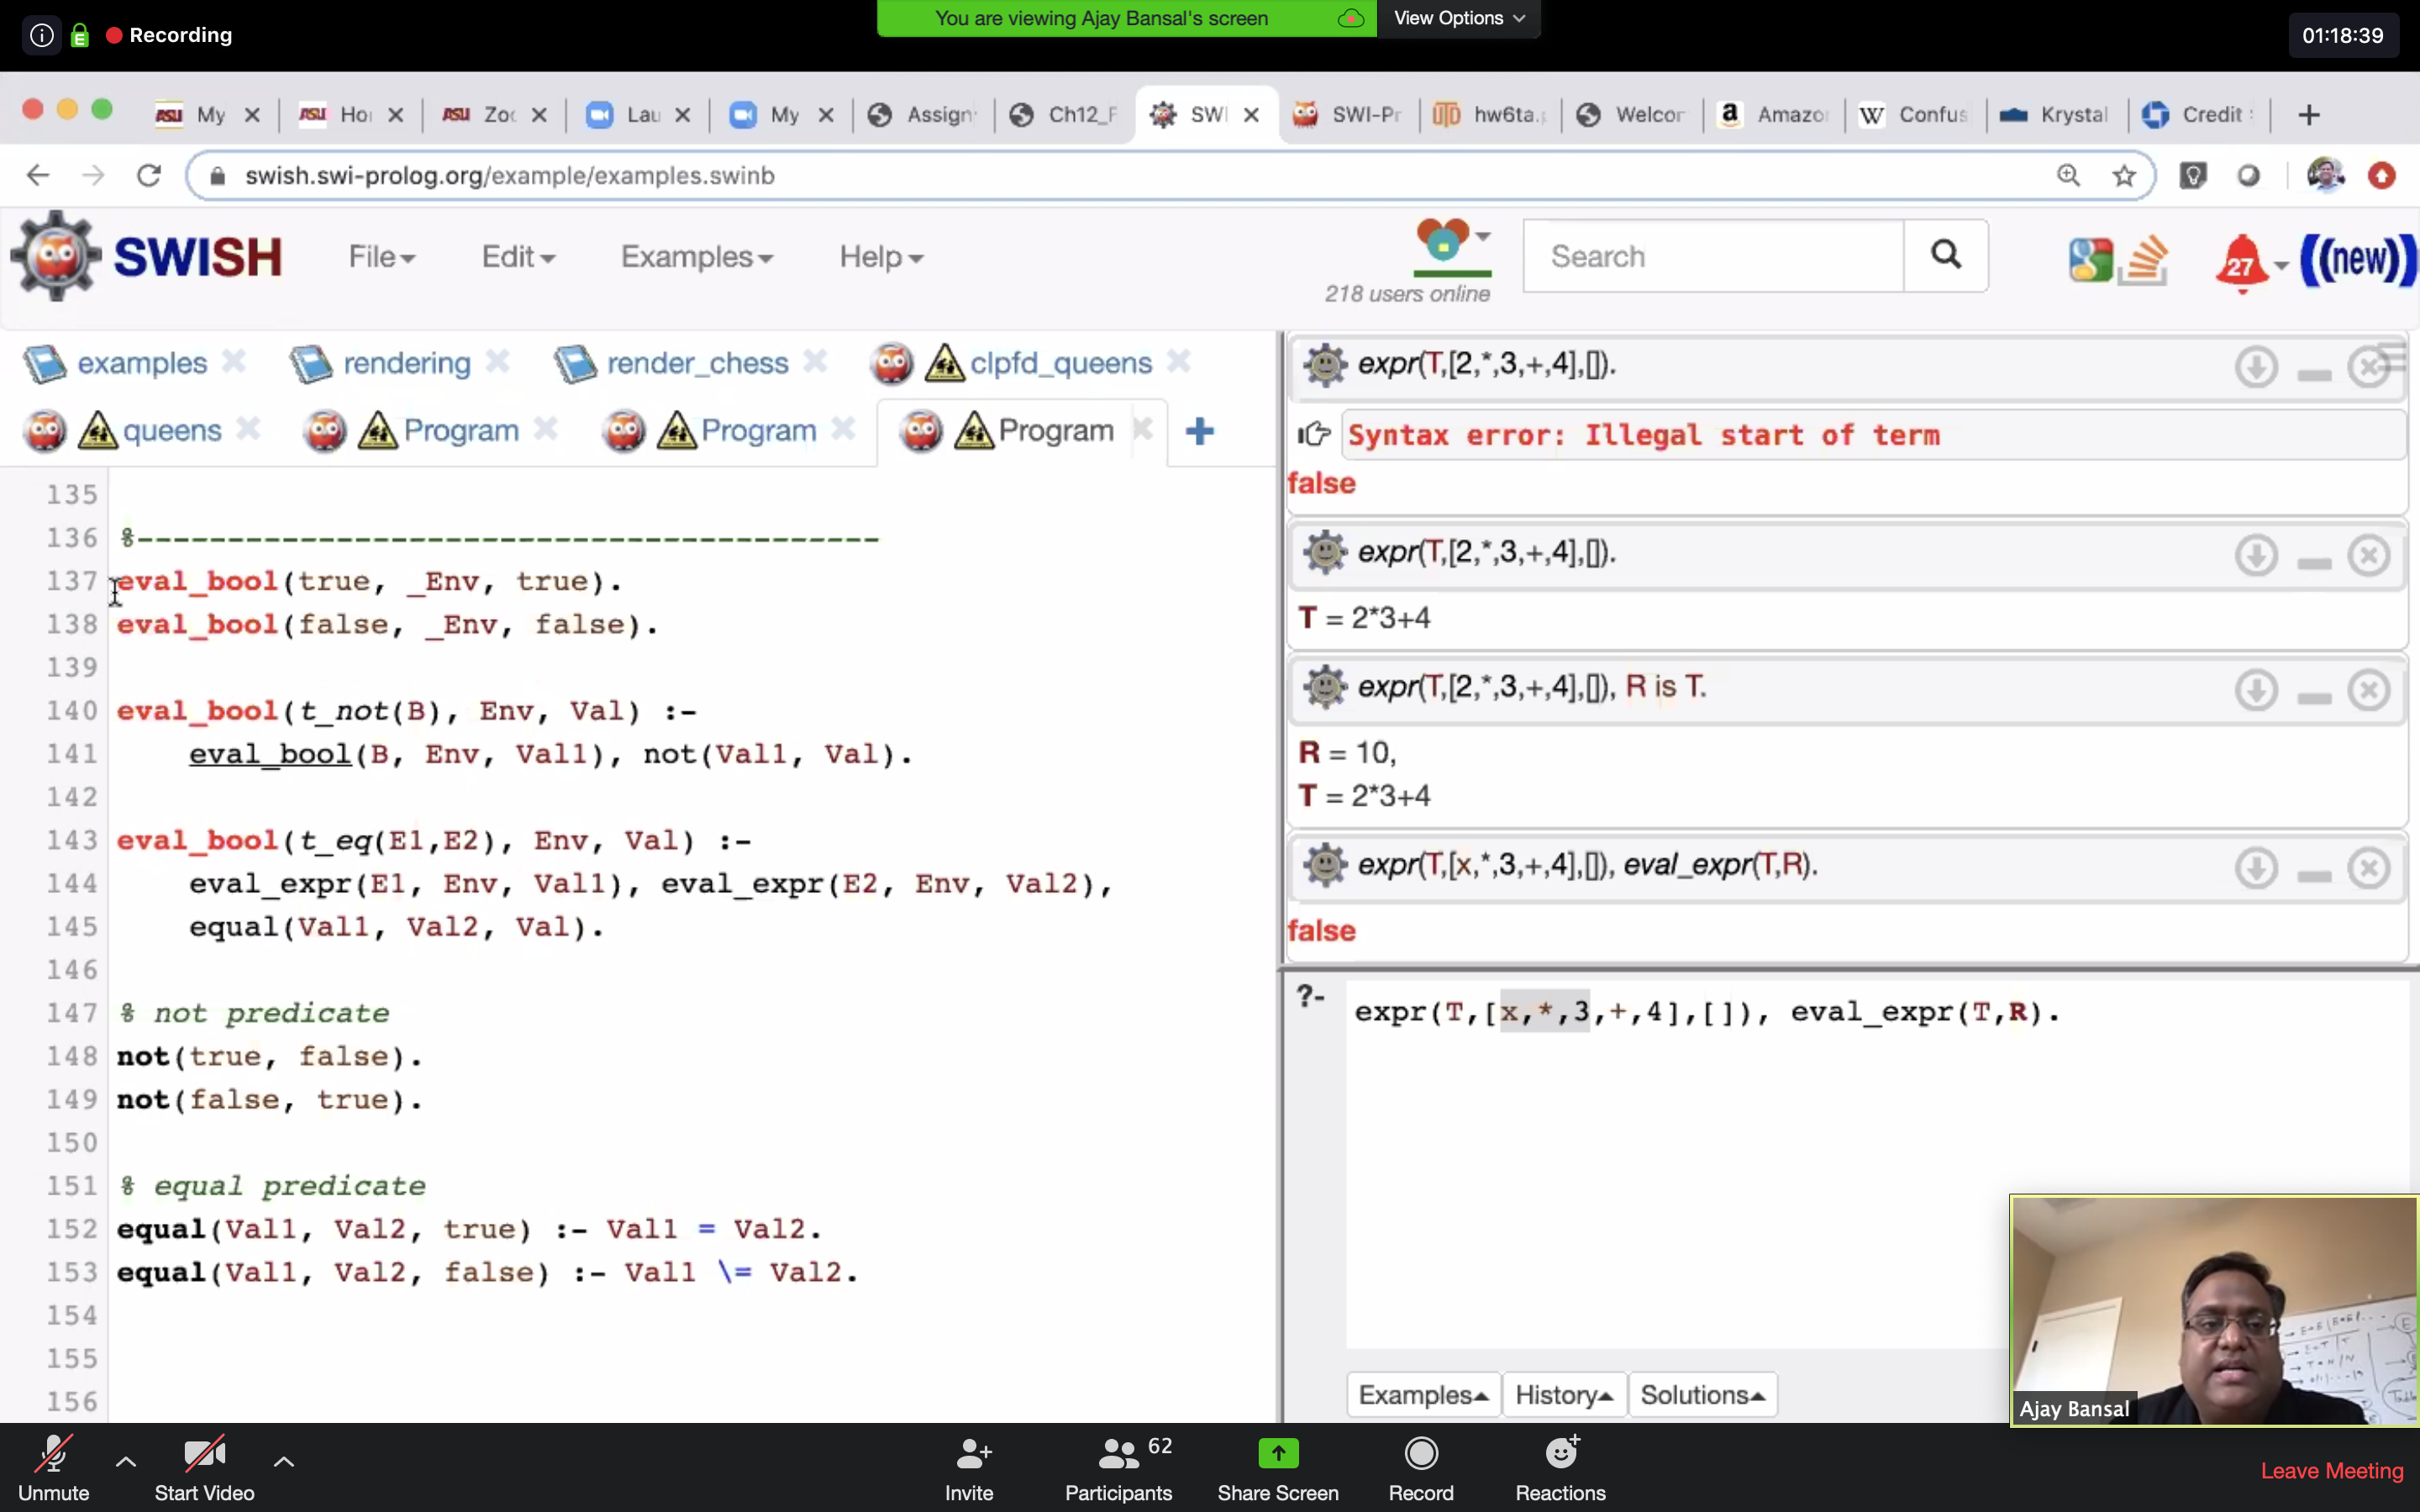 You are viewing Ajay Bansal's screen
View Options
Recording
01:18:39
My
Ho
Zoc
Lau
My
Assign
Ch12_F
SWI
SWI-Pr
hw6ta.
Welcor
Amazo
Confus
Krystal
Credit
swish.swi-prolog.org/example/examples.swinb
SWISH
File
Edit
Examples
Help
218 users online
Search
27
((new))
examples
rendering
render_chess
clpfd_queens
queens
Program
Program
Program
135
136 %-----------------------------------------
137 eval_bool(true, _Env, true).
138 eval_bool(false, _Env, false).
139
140 eval_bool(t_not(B), Env, Val) :-
141 eval_bool(B, Env, Val1), not(Val1, Val).
142
143 eval_bool(t_eq(E1,E2), Env, Val) :-
144 eval_expr(E1, Env, Val1), eval_expr(E2, Env, Val2),
145 equal(Val1, Val2, Val).
146
147 % not predicate
148 not(true, false).
149 not(false, true).
150
151 % equal predicate
152 equal(Val1, Val2, true) :- Val1 = Val2.
153 equal(Val1, Val2, false) :- Val1 \= Val2.
154
155
156
expr(T,[2,*,3,+,4],[]).
Syntax error: Illegal start of term
false
expr(T,[2,*,3,+,4],[]).
T = 2*3+4
expr(T,[2,*,3,+,4],[]), R is T.
R = 10,
T = 2*3+4
expr(T,[x,*,3,+,4],[]), eval_expr(T,R).
false
?- expr(T,[x,*,3,+,4],[]), eval_expr(T,R).
Examples
History
Solutions
Ajay Bansal
Unmute
Start Video
Invite
62
Participants
Share Screen
Record
Reactions
Leave Meeting